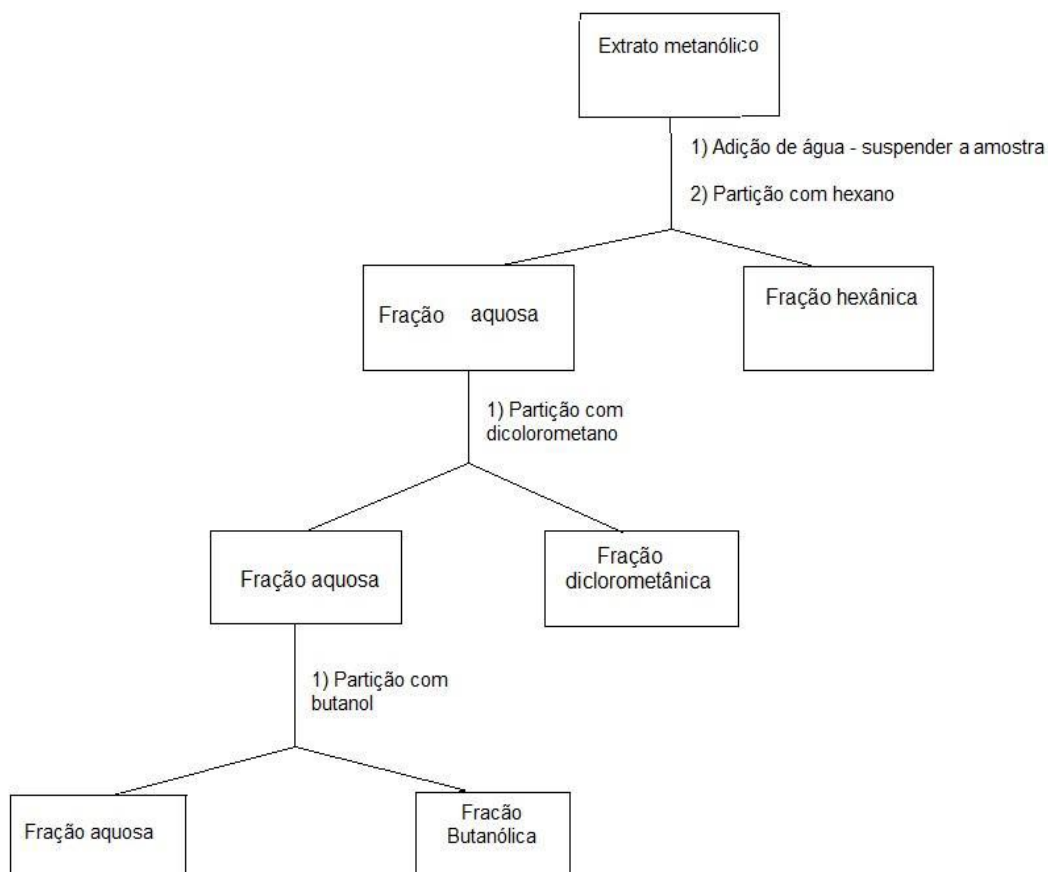 Extrato metanólico
1) Adição de água - suspender a amostra
2) Partição com hexano
Fração aquosa
Fração hexânica
1) Partição com
dicolorometano
Fração aquosa
Fração
diclorometânica
1) Partição com
butanol
Fração aquosa
Fracão
Butanólica